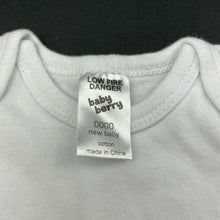 LOW FIRE
DANGER
baby
berry
0000
new baby
cotton
made in China